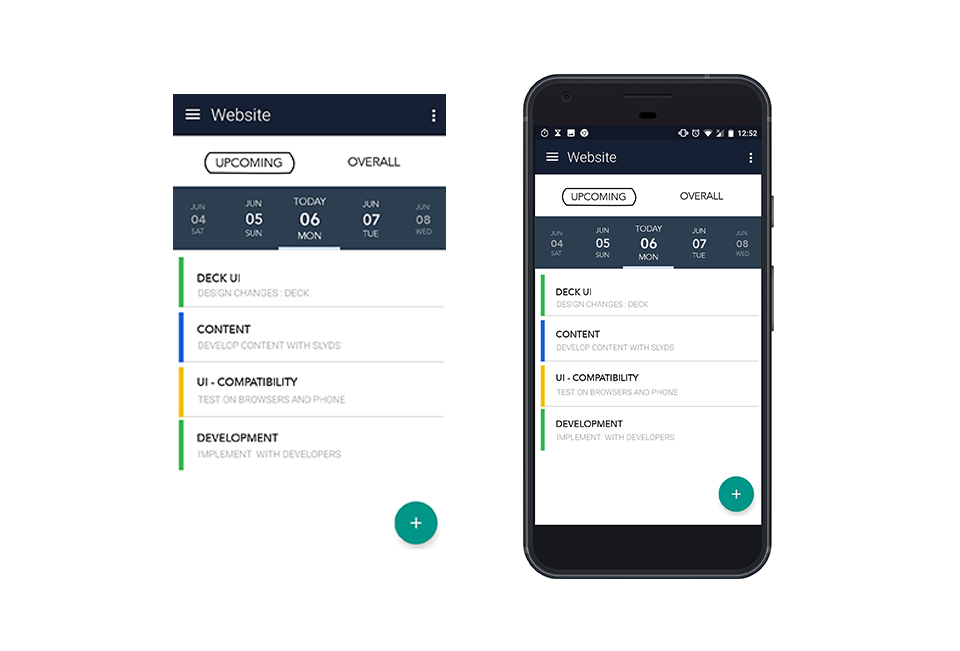 Website
UPCOMING OVERALL
JUN JUN TODAY JUN JUN
04 05 06 07 08
SAT SUN MON TUE WED
DECK UI
DESIGN CHANGES : DECK
CONTENT
DEVELOP CONTENT WITH SLYDS
UI - COMPATIBILITY
TEST ON BROWSERS AND PHONE
DEVELOPMENT
IMPLEMENT WITH DEVELOPERS
+
12:52
Website
UPCOMING OVERALL
JUN JUN TODAY JUN JUN
04 05 06 07 08
SAT SUN MON TUE WED
DECK UI
DESIGN CHANGES : DECK
CONTENT
DEVELOP CONTENT WITH SLYDS
UI - COMPATIBILITY
TEST ON BROWSERS AND PHONE
DEVELOPMENT
IMPLEMENT WITH DEVELOPERS
+